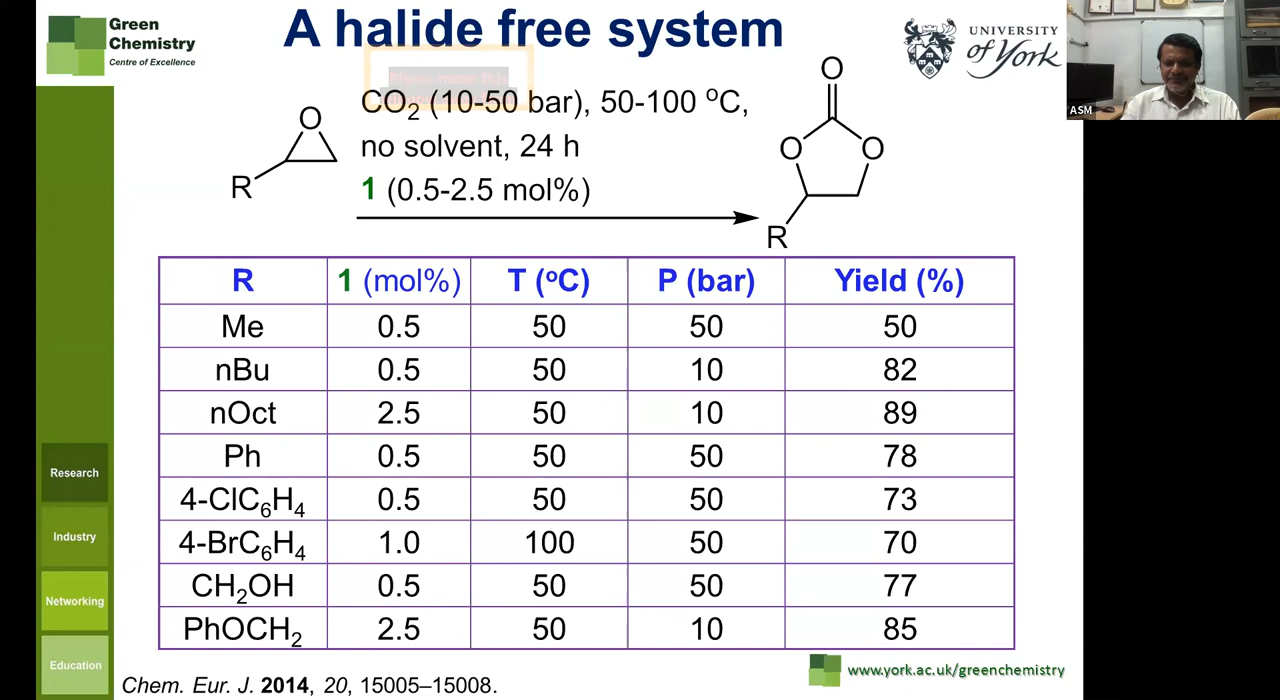 Green
Chemistry
Centre of Excellence
A halide free system
UNIVERSITY
of York
ASM
CO2 (10-50 bar), 50-100 oC,
no solvent, 24 h
1 (0.5-2.5 mol%)
O
R
O
O
O
R
R 1 (mol%) T (oC) P (bar) Yield (%)
Me 0.5 50 50 50
nBu 0.5 50 10 82
nOct 2.5 50 10 89
Ph 0.5 50 50 78
4-ClC6H4 0.5 50 50 73
4-BrC6H4 1.0 100 50 70
CH2OH 0.5 50 50 77
PhOCH2 2.5 50 10 85
Research
Industry
Networking
Education
www.york.ac.uk/greenchemistry
Chem. Eur. J. 2014, 20, 15005–15008.